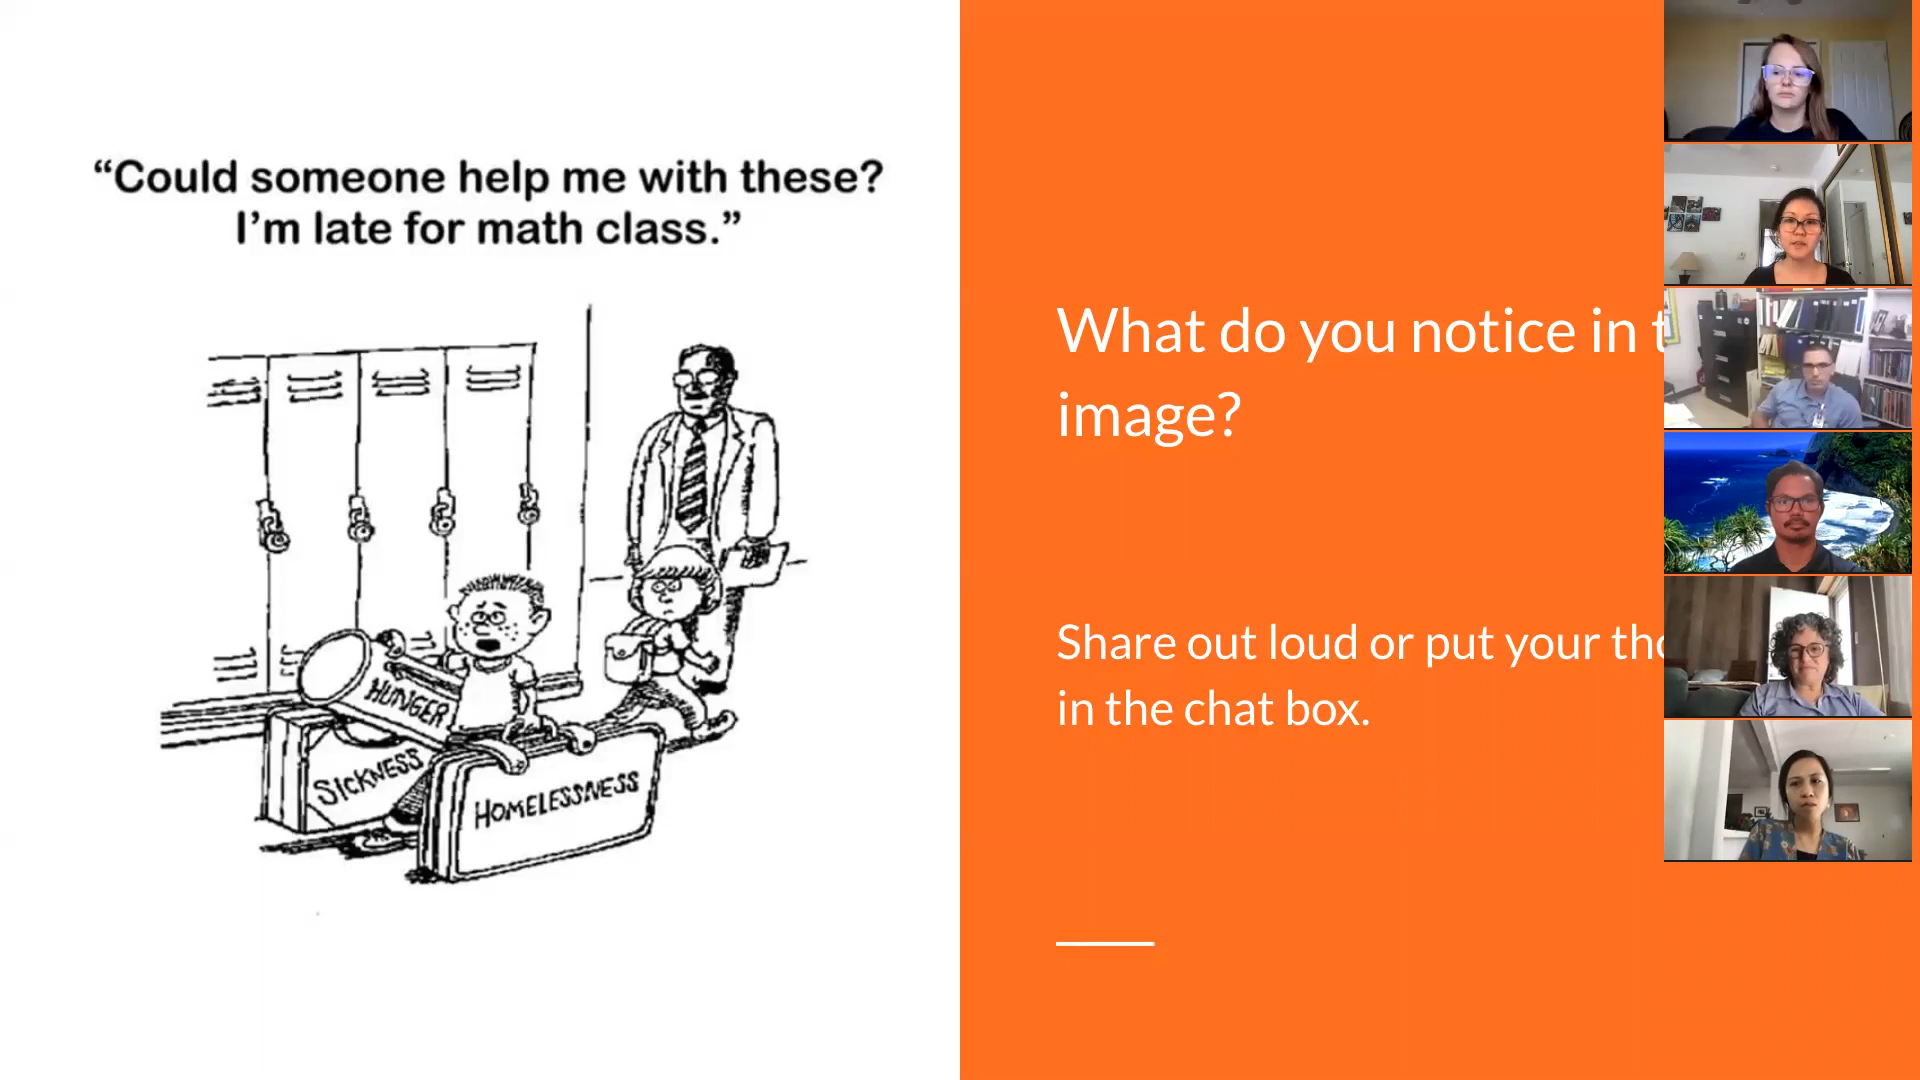 “Could someone help me with these?
I’m late for math class.”
HUNGER
SICKNESS
HOMELESSNESS
What do you notice in
image?
Share out loud or put your
in the chat box.